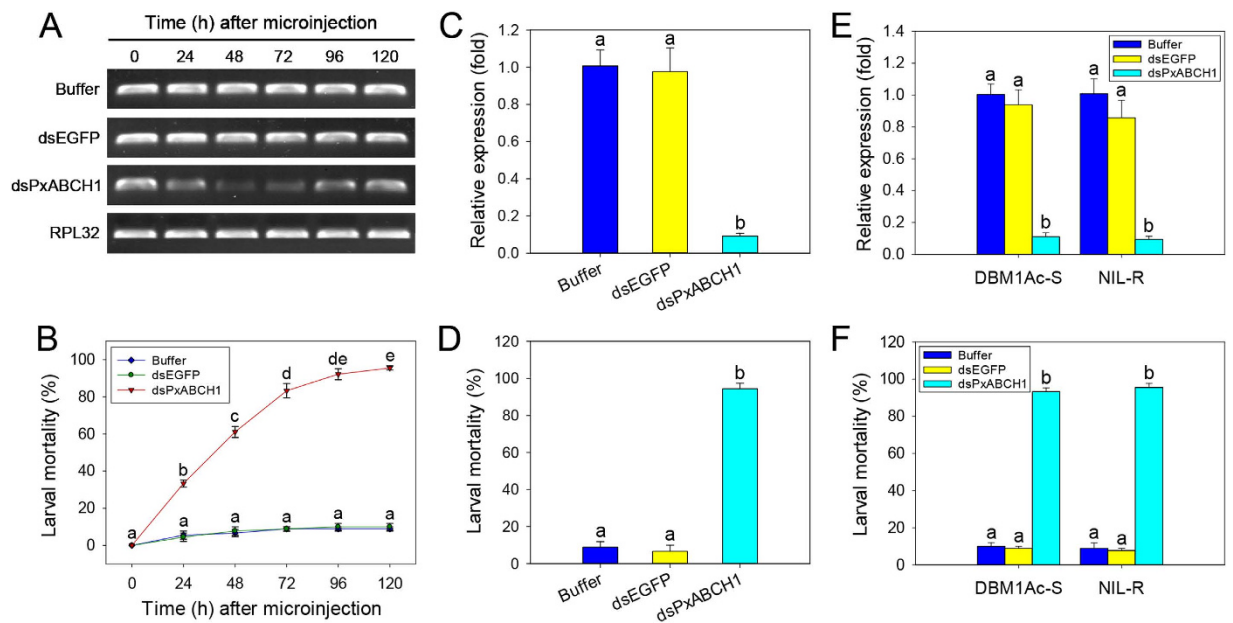 A
Time (h) after microinjection
0 24 48 72 96 120
Buffer
dsEGFP
dsPxABCH1
RPL32
B
Larval mortality (%)
100
80
60
40
20
0
Buffer
dsEGFP
dsPxABCH1
a b c d de e
a a a a a
0 24 48 72 96 120
Time (h) after microinjection
C
Relative expression (fold)
1.2
1.0
0.8
0.6
0.4
0.2
0.0
a a b
Buffer dsEGFP dsPxABCH1
D
Larval mortality (%)
120
100
80
60
40
20
0
a a b
Buffer dsEGFP dsPxABCH1
E
Relative expression (fold)
1.4
1.2
1.0
0.8
0.6
0.4
0.2
0.0
Buffer
dsEGFP
dsPxABCH1
a a b a a b
DBM1Ac-S NIL-R
F
Larval mortality (%)
120
100
80
60
40
20
0
Buffer
dsEGFP
dsPxABCH1
a a b a a b
DBM1Ac-S NIL-R